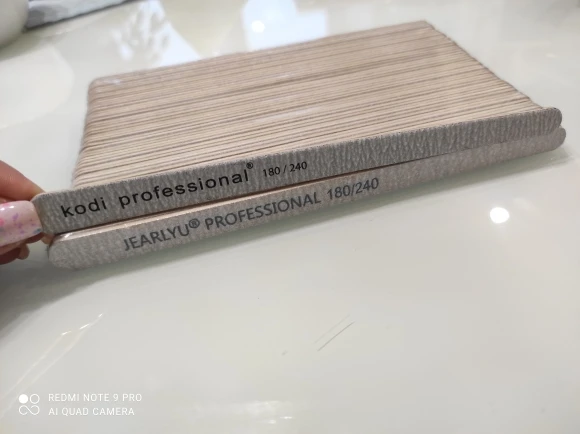 kodi professional® 180/240
JEARLYU® PROFESSIONAL 180/240
REDMI NOTE 9 PRO
AI QUAD CAMERA